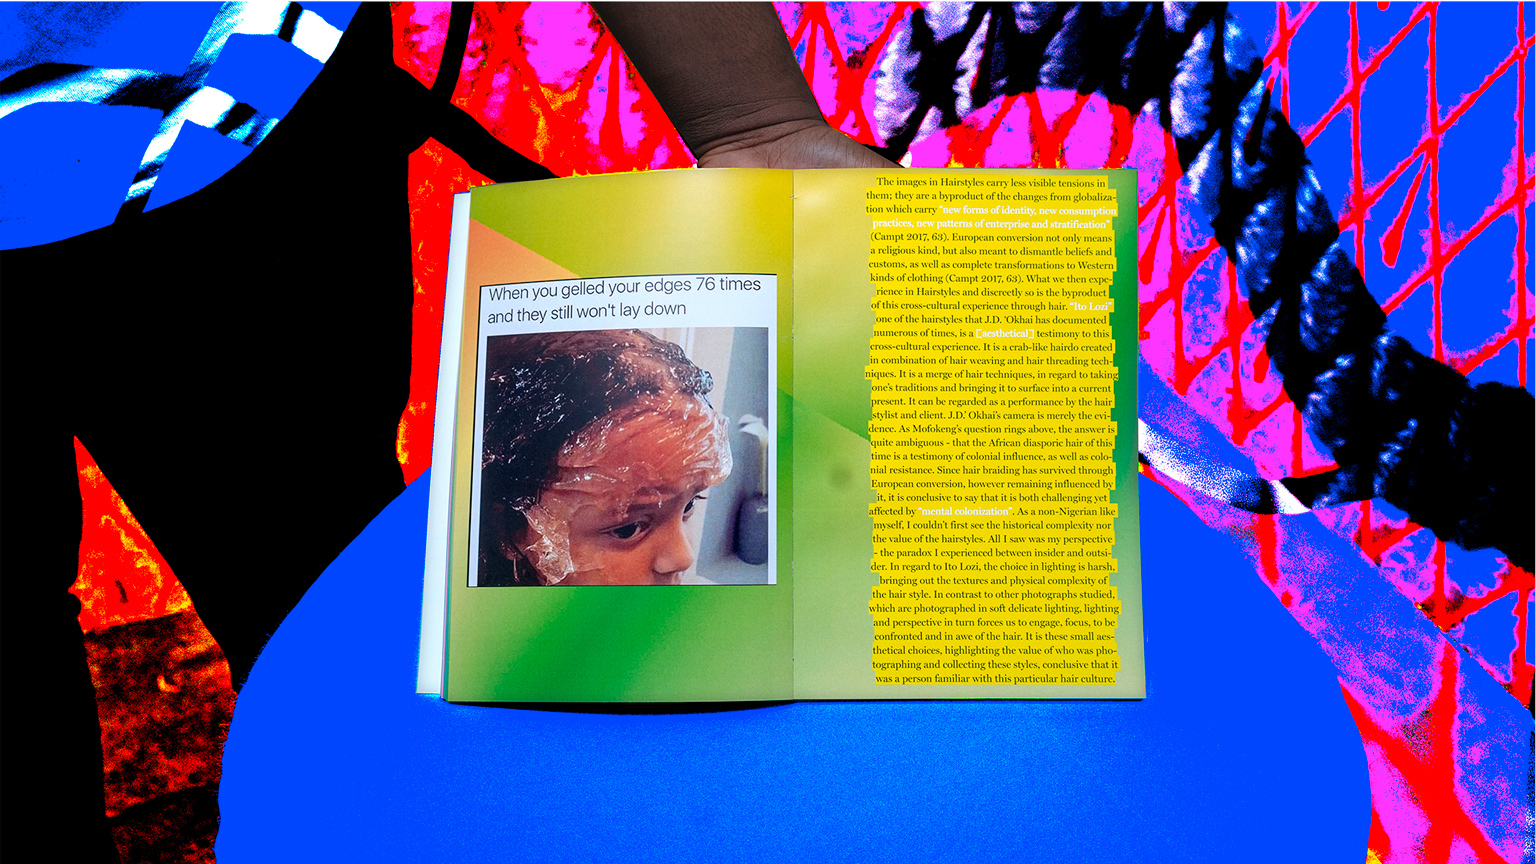 When you gelled your edges 76 times
and they still won't lay down
The images in Hairstyles carry less visible tensions in
them; they are a byproduct of the changes from globaliza-
tion which carry "new forms of identity, new consumption
practices, new patterns of enterprise and stratification"
(Campt 2017, 63). European conversion not only means
a religious kind, but also meant to dismantle beliefs and
customs, as well as complete transformations to Western
kinds of clothing (Campt 2017, 63). What we then expe-
rience in Hairstyles and discreetly so is the byproduct
of this cross-cultural experience through hair. "Ito Lozi"
one of the hairstyles that J.D. 'Okhai has documented
numerous of times, is a [aesthetical] testimony to this
cross-cultural experience. It is a crab-like hairdo created
in combination of hair weaving and hair threading tech-
niques. It is a merge of hair techniques, in regard to taking
one's traditions and bringing it to surface into a current
present. It can be regarded as a performance by the hair
stylist and client. J.D.' Okhai's camera is merely the evi-
dence. As Mofokeng's question rings above, the answer is
quite ambiguous - that the African diasporic hair of this
time is a testimony of colonial influence, as well as colo-
nial resistance. Since hair braiding has survived through
European conversion, however remaining influenced by
it, it is conclusive to say that it is both challenging yet
affected by "mental colonization". As a non-Nigerian like
myself, I couldn't first see the historical complexity nor
the value of the hairstyles. All I saw was my perspective
- the paradox I experienced between insider and outsi-
der. In regard to Ito Lozi, the choice in lighting is harsh,
bringing out the textures and physical complexity of
the hair style. In contrast to other photographs studied,
which are photographed in soft delicate lighting, lighting
and perspective in turn forces us to engage, focus, to be
confronted and in awe of the hair. It is these small aes-
thetical choices, highlighting the value of who was pho-
tographing and collecting these styles, conclusive that it
was a person familiar with this particular hair culture.